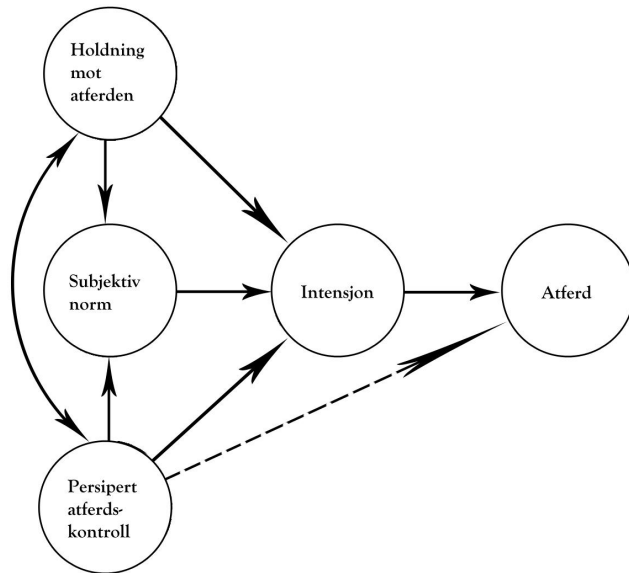 Holdning
mot
atferden
Subjektiv
norm
Intensjon
Atferd
Persipert
atferds-
kontroll